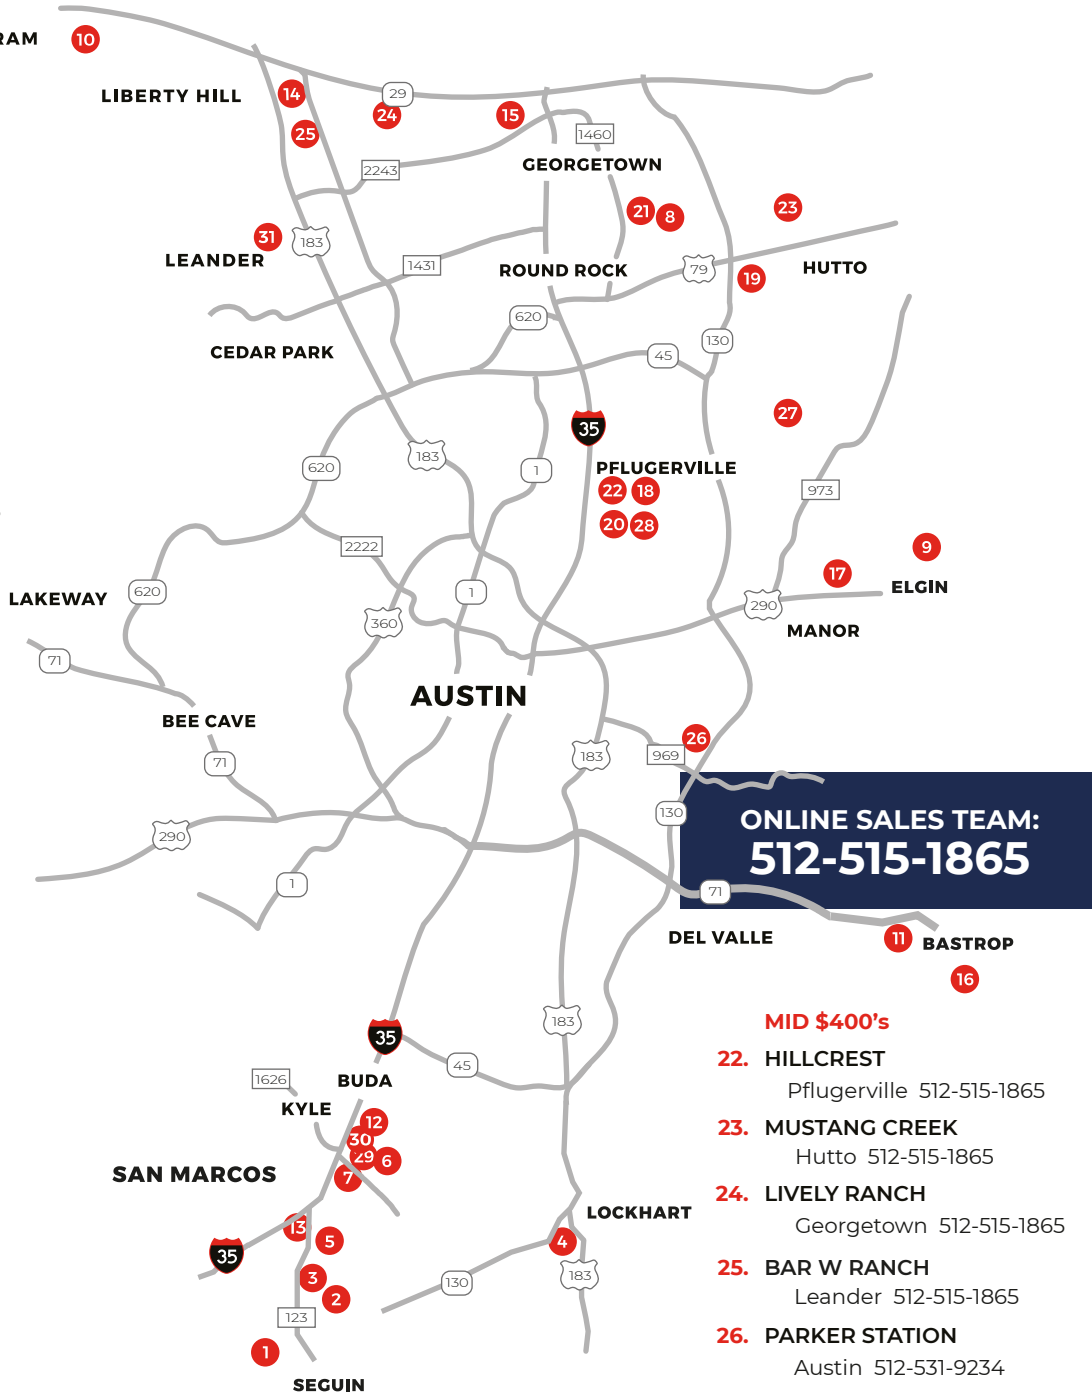 RAM
10
LIBERTY HILL
14
29
24
15
25
1460
GEORGETOWN
2243
21
8
23
31
183
LEANDER
1431
ROUND ROCK
79
19
HUTTO
620
130
CEDAR PARK
45
27
35
183
620
1
PFLUGERVILLE
22
18
973
20
28
2222
9
17
ELGIN
LAKEWAY
620
1
290
360
MANOR
71
AUSTIN
BEE CAVE
26
183
969
71
130
ONLINE SALES TEAM:
512-515-1865
290
1
71
DEL VALLE
11
BASTROP
16
183
35
45
1626
BUDA
KYLE
12
30
29
6
SAN MARCOS
7
13
5
LOCKHART
4
35
3
130
183
2
123
1
SEGUIN
MID $400's
22. HILLCREST
Pflugerville 512-515-1865
23. MUSTANG CREEK
Hutto 512-515-1865
24. LIVELY RANCH
Georgetown 512-515-1865
25. BAR W RANCH
Leander 512-515-1865
26. PARKER STATION
Austin 512-531-9234